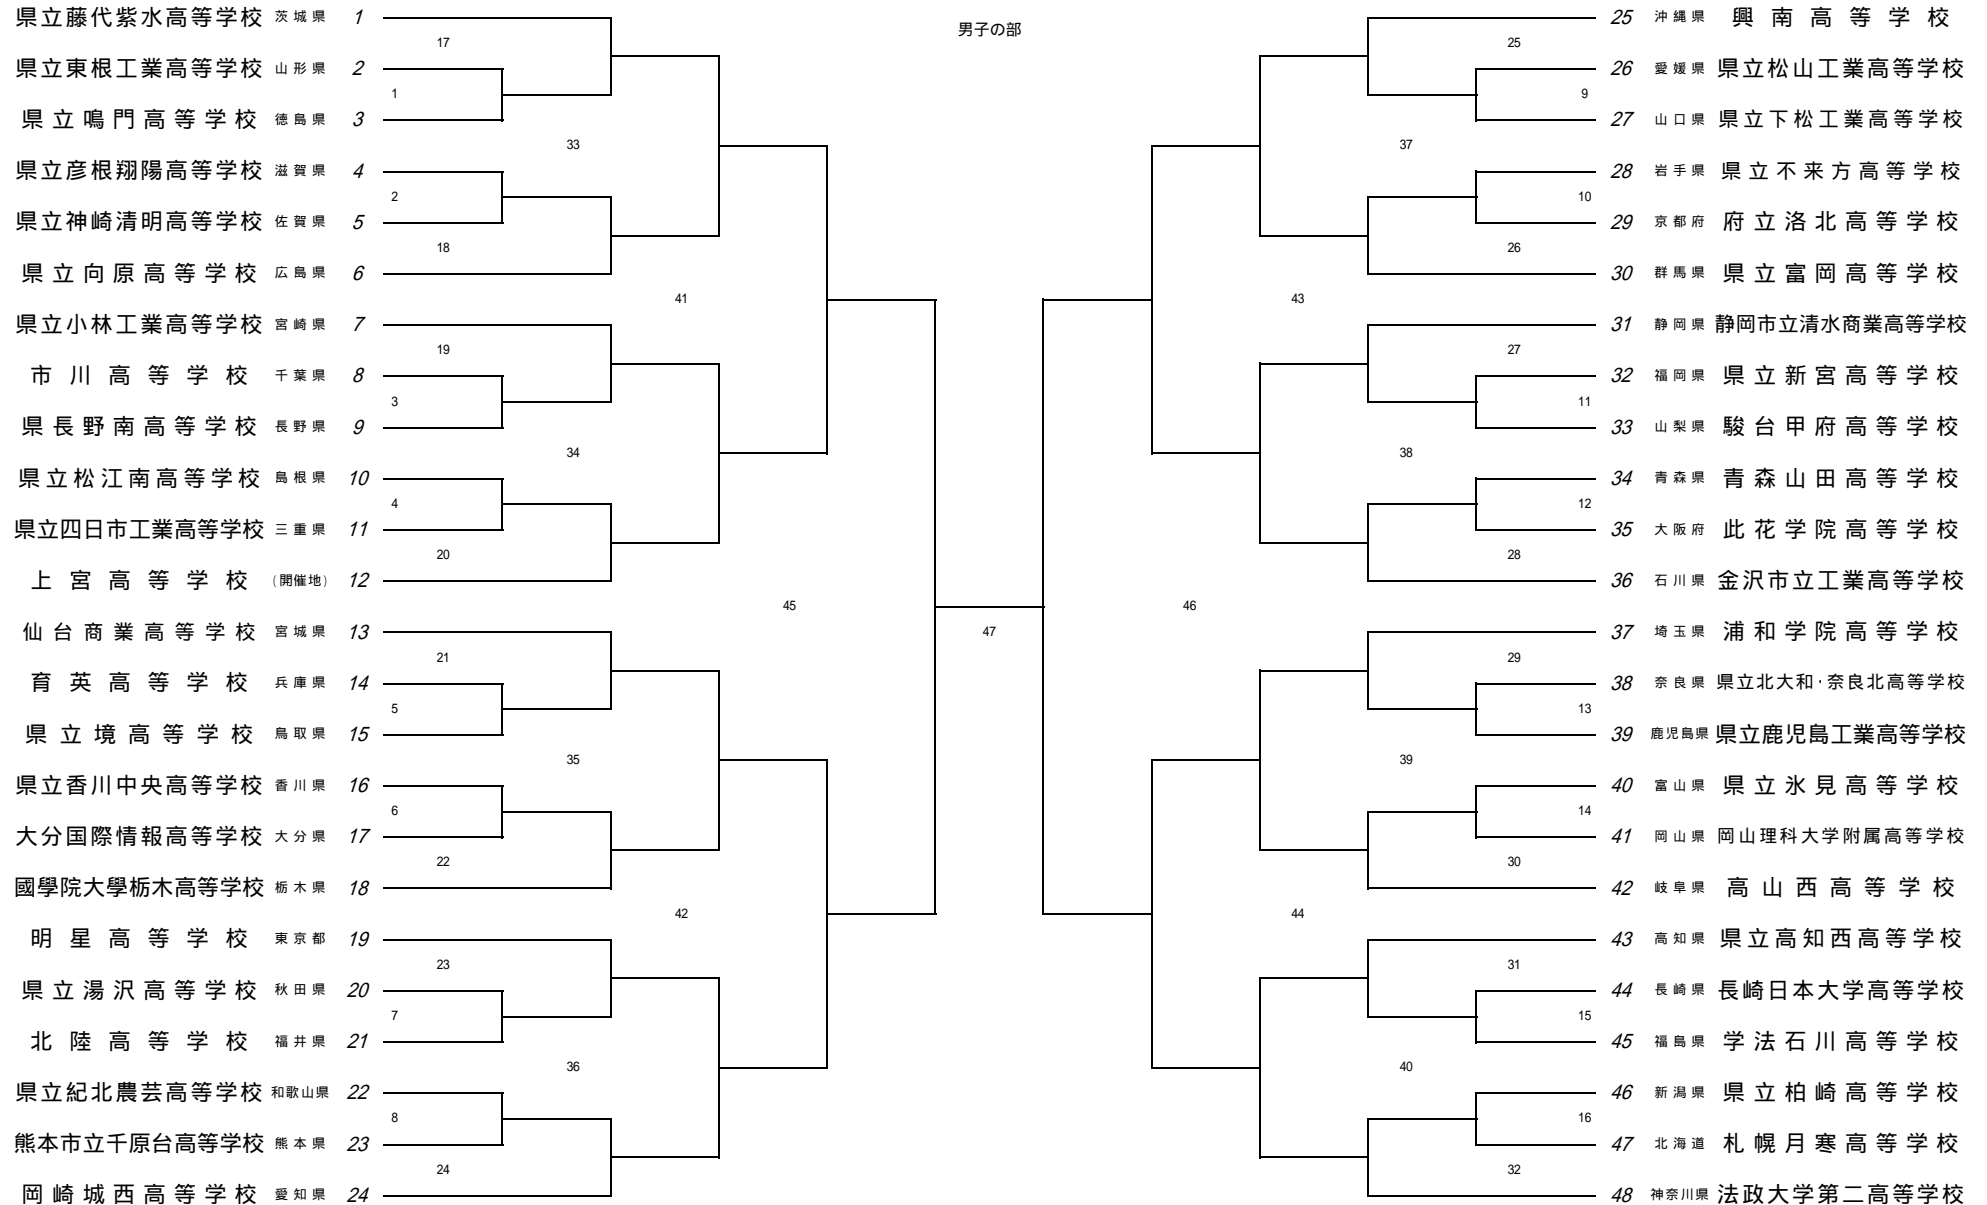 男子の部
県立藤代紫水高等学校 茨城県 1
17
県立東根工業高等学校 山形県 2
1
県立鳴門高等学校 徳島県 3
33
県立彦根翔陽高等学校 滋賀県 4
2
県立神崎清明高等学校 佐賀県 5
18
県立向原高等学校 広島県 6
41
県立小林工業高等学校 宮崎県 7
19
市川高等学校 千葉県 8
3
県長野南高等学校 長野県 9
34
県立松江南高等学校 島根県 10
4
県立四日市工業高等学校 三重県 11
20
上宮高等学校 (開催地) 12
45
仙台商業高等学校 宮城県 13
21
育英高等学校 兵庫県 14
5
県立境高等学校 鳥取県 15
35
県立香川中央高等学校 香川県 16
6
大分国際情報高等学校 大分県 17
22
國學院大學栃木高等学校 栃木県 18
42
明星高等学校 東京都 19
23
県立湯沢高等学校 秋田県 20
7
北陸高等学校 福井県 21
36
県立紀北農芸高等学校 和歌山県 22
8
熊本市立千原台高等学校 熊本県 23
24
岡崎城西高等学校 愛知県 24
47
25 沖縄県 興南高等学校
25
26 愛媛県 県立松山工業高等学校
9
27 山口県 県立下松工業高等学校
37
28 岩手県 県立不来方高等学校
10
29 京都府 府立洛北高等学校
26
30 群馬県 県立富岡高等学校
43
31 静岡県 静岡市立清水商業高等学校
27
32 福岡県 県立新宮高等学校
11
33 山梨県 駿台甲府高等学校
38
34 青森県 青森山田高等学校
12
35 大阪府 此花学院高等学校
28
36 石川県 金沢市立工業高等学校
46
37 埼玉県 浦和学院高等学校
29
38 奈良県 県立北大和·奈良北高等学校
13
39 鹿児島県 県立鹿児島工業高等学校
39
40 富山県 県立氷見高等学校
14
41 岡山県 岡山理科大学附属高等学校
30
42 岐阜県 高山西高等学校
44
43 高知県 県立高知西高等学校
31
44 長崎県 長崎日本大学高等学校
15
45 福島県 学法石川高等学校
40
46 新潟県 県立柏崎高等学校
16
47 北海道 札幌月寒高等学校
32
48 神奈川県 法政大学第二高等学校